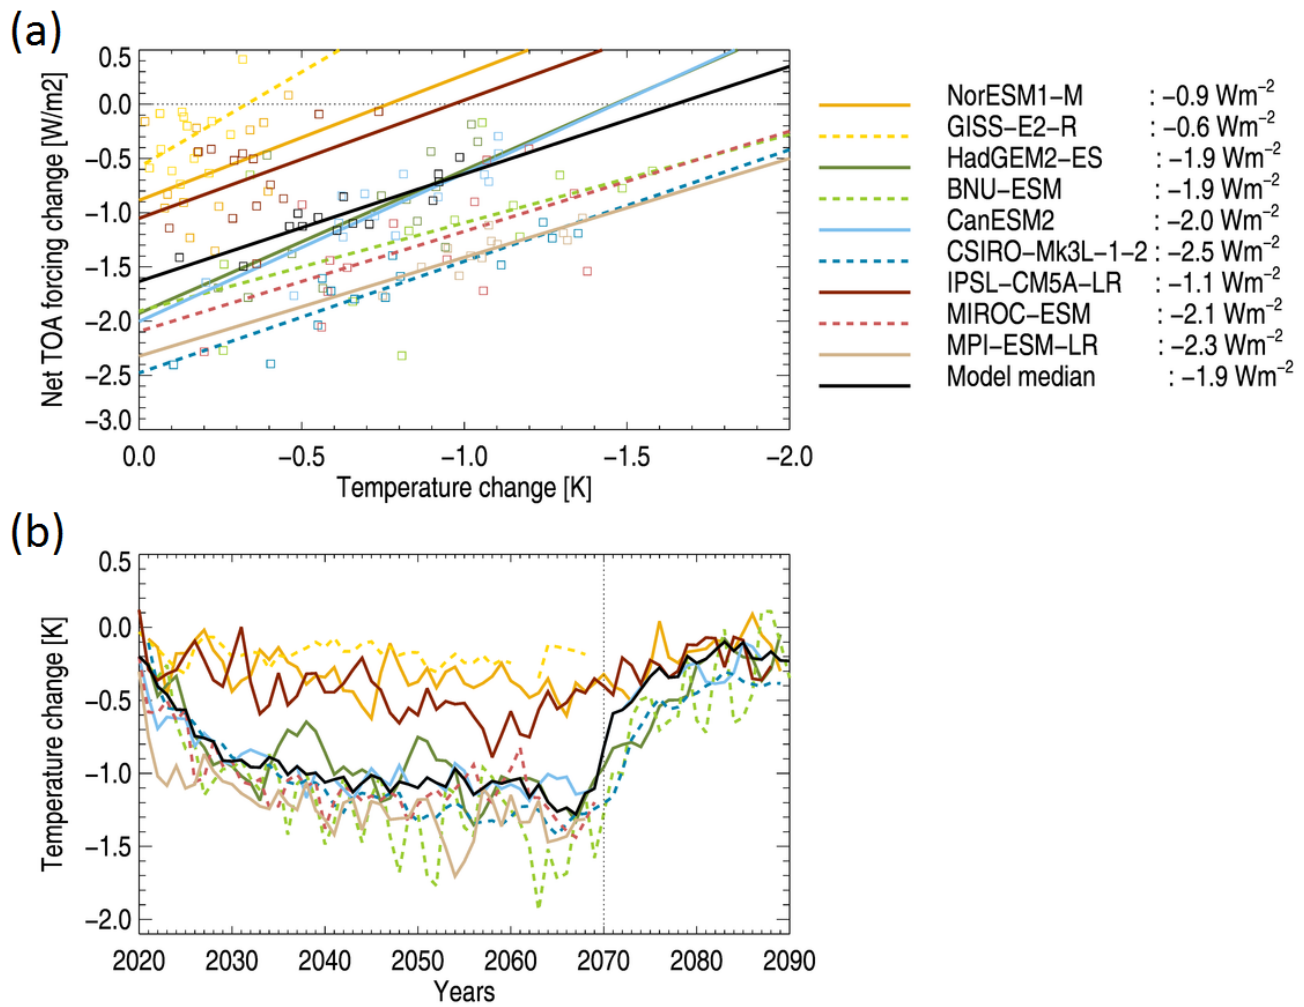 (a)
Net TOA forcing change [W/m2]
0.5
0.0
−0.5
−1.0
−1.5
−2.0
−2.5
−3.0
0.0 −0.5 −1.0 −1.5 −2.0
Temperature change [K]
NorESM1−M : −0.9 Wm−2
GISS−E2−R : −0.6 Wm−2
HadGEM2−ES : −1.9 Wm−2
BNU−ESM : −1.9 Wm−2
CanESM2 : −2.0 Wm−2
CSIRO−Mk3L−1−2 : −2.5 Wm−2
IPSL−CM5A−LR : −1.1 Wm−2
MIROC−ESM : −2.1 Wm−2
MPI−ESM−LR : −2.3 Wm−2
Model median : −1.9 Wm−2
(b)
Temperature change [K]
0.5
0.0
−0.5
−1.0
−1.5
−2.0
2020 2030 2040 2050 2060 2070 2080 2090
Years